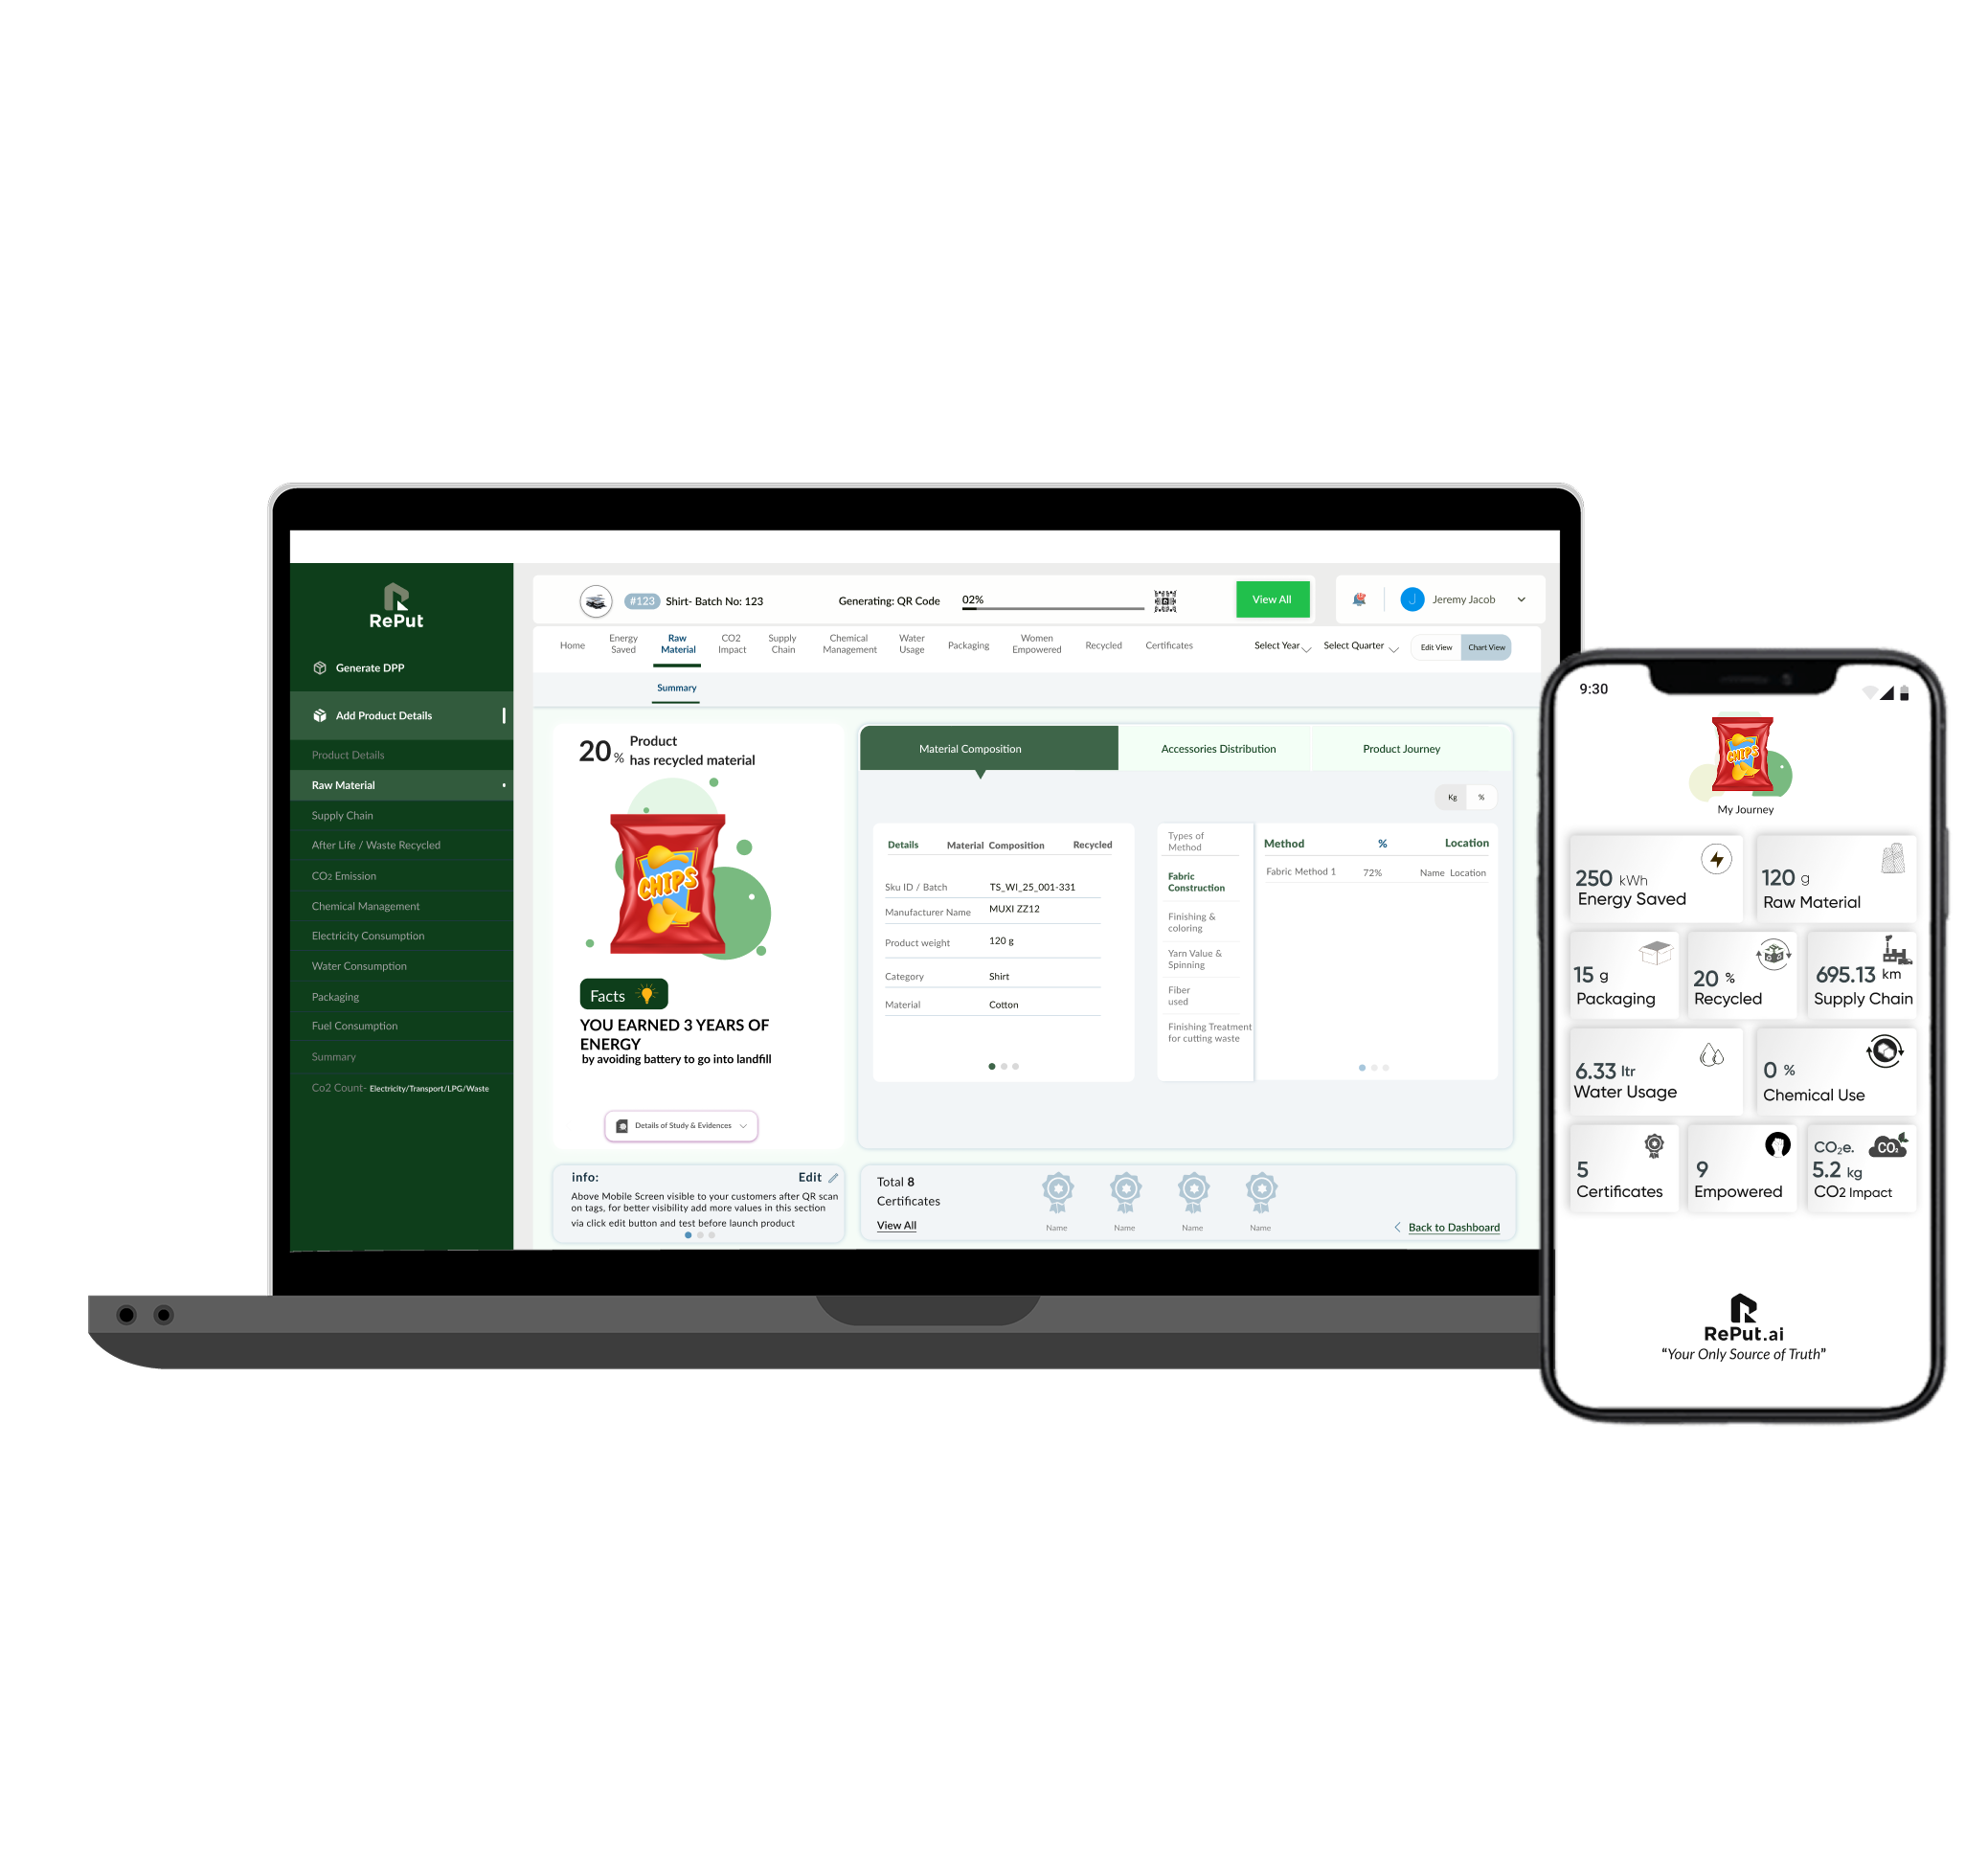 RePut
Generate DPP
Add Product Details
Product Details
Raw Material
Supply Chain
After Life / Waste Recycled
CO2 Emission
Chemical Management
Electricity Consumption
Water Consumption
Packaging
Fuel Consumption
Summary
Co2 Count- Electricity/Transport/LPG/Waste
#123 Shirt- Batch No: 123
Generating: QR Code
02%
View All
J
Jeremy Jacob
Home
Energy
Saved
Raw
Material
CO2
Impact
Supply
Chain
Chemical
Management
Water
Usage
Packaging
Women
Empowered
Recycled
Certificates
Select Year
Select Quarter
Edit View
Chart View
Summary
20 % Product
has recycled material
CHIPS
Facts
YOU EARNED 3 YEARS OF
ENERGY
by avoiding battery to go into landfill
Details of Study & Evidences
Material Composition
Accessories Distribution
Product Journey
Kg
%
Details Material Composition Recycled
Sku ID / Batch TS_WI_25_001-331
Manufacturer Name MUXI ZZ12
Product weight 120 g
Category Shirt
Material Cotton
Types of
Method
Fabric
Construction
Finishing &
coloring
Yarn Value &
Spinning
Fiber
used
Finishing Treatment
for cutting waste
Method % Location
Fabric Method 1 72% Name Location
info:
Edit
Above Mobile Screen visible to your customers after QR scan
on tags, for better visibility add more values in this section
via click edit button and test before launch product
Total 8
Certificates
View All
Name
Name
Name
Name
Back to Dashboard
9:30
CHIPS
My Journey
250 kWh
Energy Saved
120 g
Raw Material
15 g
Packaging
20 %
Recycled
695.13 km
Supply Chain
6.33 ltr
Water Usage
0 %
Chemical Use
5
Certificates
9
Empowered
CO2e.
CO2
5.2 kg
CO2 Impact
RePut.ai
“Your Only Source of Truth”